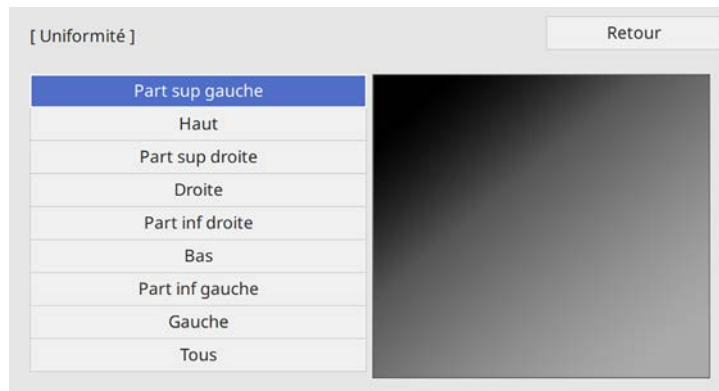 [ Uniformité ]
Retour
Part sup gauche
Haut
Part sup droite
Droite
Part inf droite
Bas
Part inf gauche
Gauche
Tous